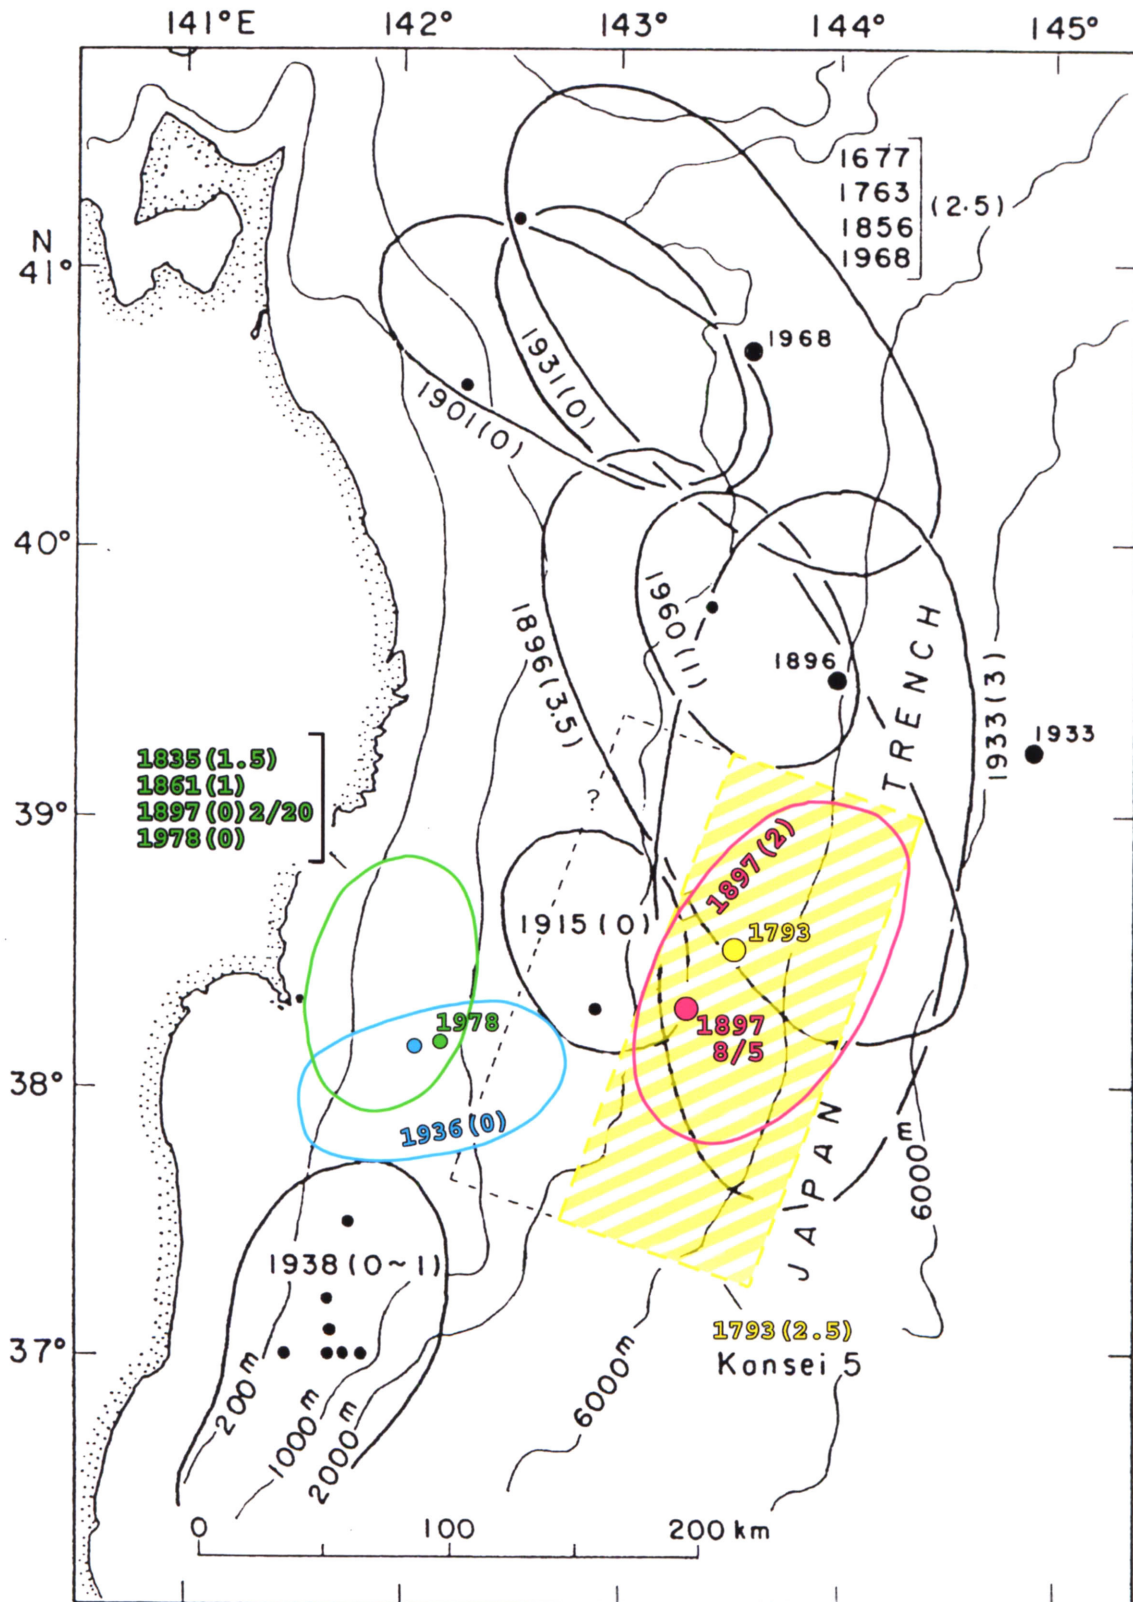 141°E 142° 143° 144° 145°
N
41°
40°
39°
38°
37°
1677
1763
1856
1968
(2·5)
1968
1931(0)
1901(0)
1896(3.5)
1960(1)
1896
TRENCH
1933(3)
1933
1835(1.5)
1861(1)
1897(0)2/20
1978(0)
?
1897(2)
1915(0)
1793
1897
8/5
1978
1936(0)
JAPAN
6000m
1938(0~1)
1793(2.5)
Kansei 5
200m
1000m
2000m
6000m
0 100 200 km